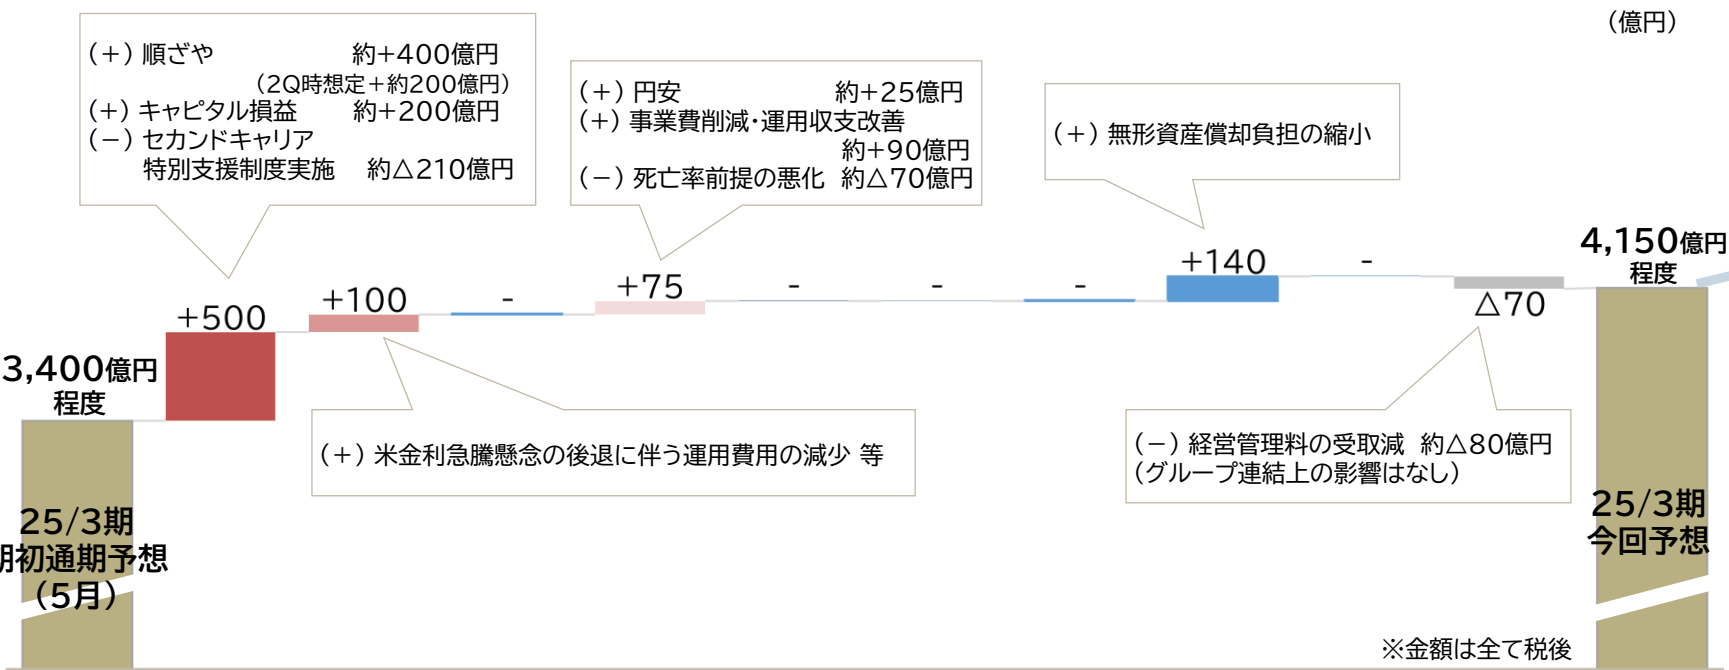 （億円）
（+）順ざや 約+400億円
（2Q時想定+約200億円）
（+）キャピタル損益 約+200億円
（－）セカンドキャリア
特別支援制度実施 約△210億円
（+）円安 約+25億円
（+）事業費削減・運用収支改善
約+90億円
（－）死亡率前提の悪化 約△70億円
（+）無形資産償却負担の縮小
3,400億円
程度
+500
+100
-
+75
-
-
-
+140
-
△70
4,150億円
程度
（+）米金利急騰懸念の後退に伴う運用費用の減少 等
（－）経営管理料の受取減 約△80億円
（グループ連結上の影響はなし）
25/3期
期初通期予想
（5月）
25/3期
今回予想
※金額は全て税後